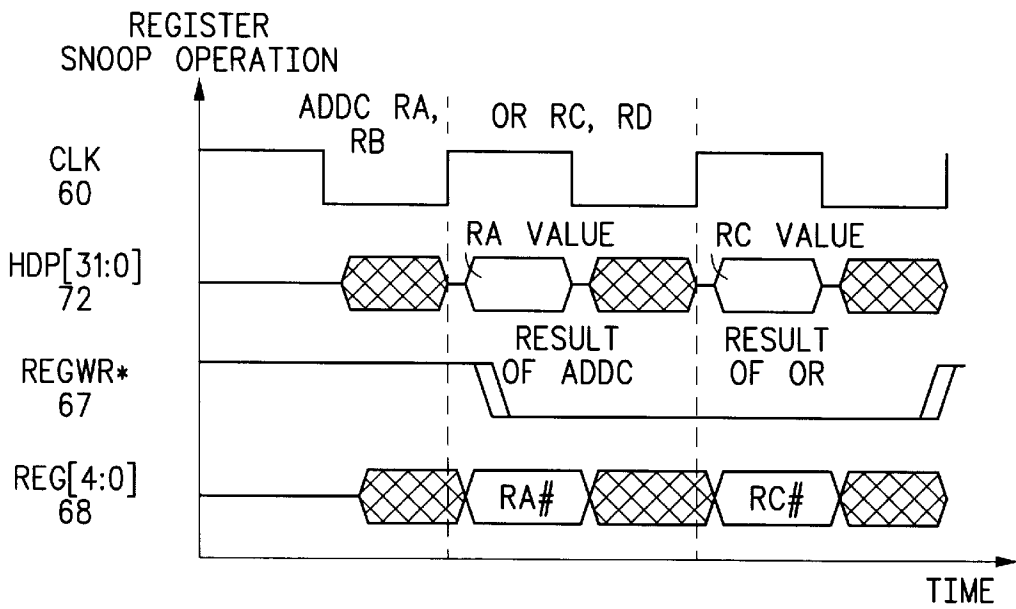 REGISTER
SNOOP OPERATION
ADDC RA,
RB
OR RC, RD
CLK
60
RA VALUE
RC VALUE
HDP[31:0]
72
RESULT
OF ADDC
RESULT
OF OR
REGWR*
67
REG[4:0]
68
RA#
RC#
TIME